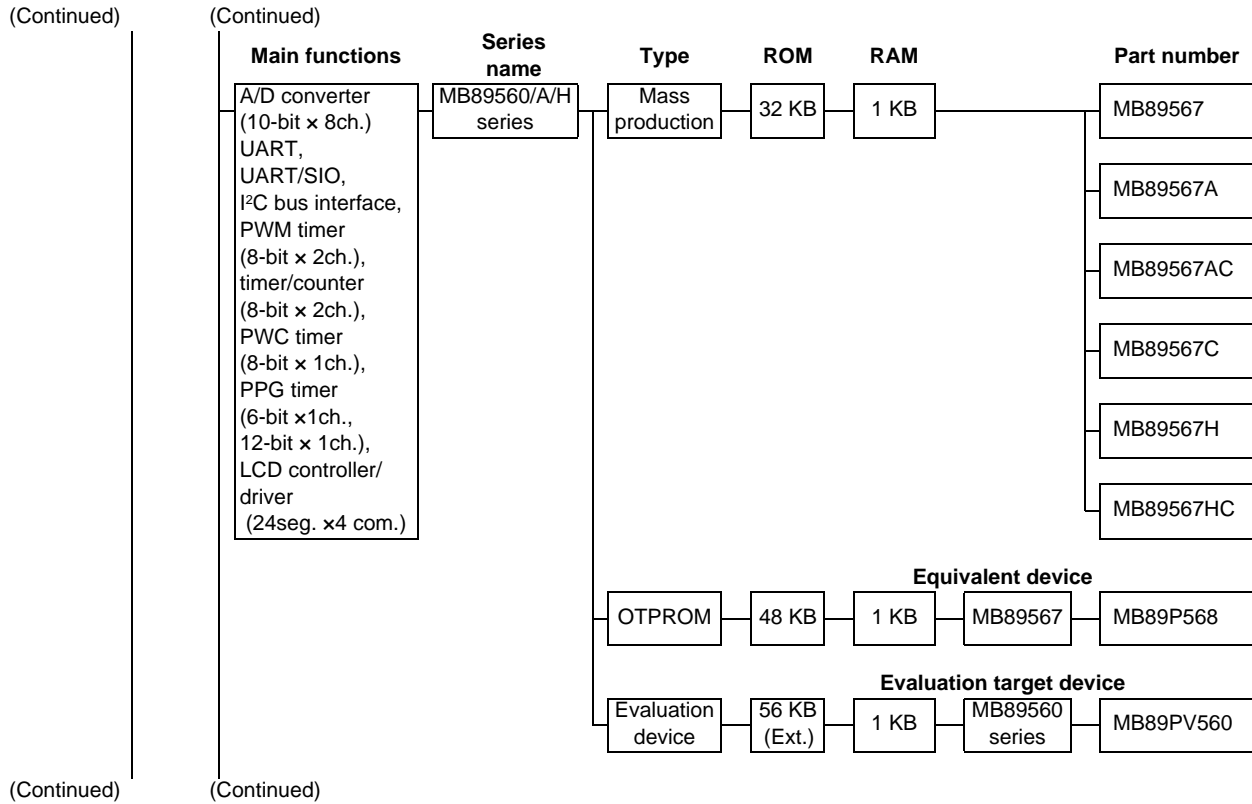 (Continued) (Continued)
Main functions
Series
name
Type
ROM
RAM
Part number
A/D converter
(10-bit × 8ch.)
UART,
UART/SIO,
I²C bus interface,
PWM timer
(8-bit × 2ch.),
timer/counter
(8-bit × 2ch.),
PWC timer
(8-bit × 1ch.),
PPG timer
(6-bit ×1ch.,
12-bit × 1ch.),
LCD controller/
driver
(24seg. ×4 com.)
MB89560/A/H
series
Mass
production
32 KB
1 KB
MB89567
MB89567A
MB89567AC
MB89567C
MB89567H
MB89567HC
Equivalent device
OTPROM
48 KB
1 KB
MB89567
MB89P568
Evaluation target device
Evaluation
device
56 KB
(Ext.)
1 KB
MB89560
series
MB89PV560
(Continued) (Continued)